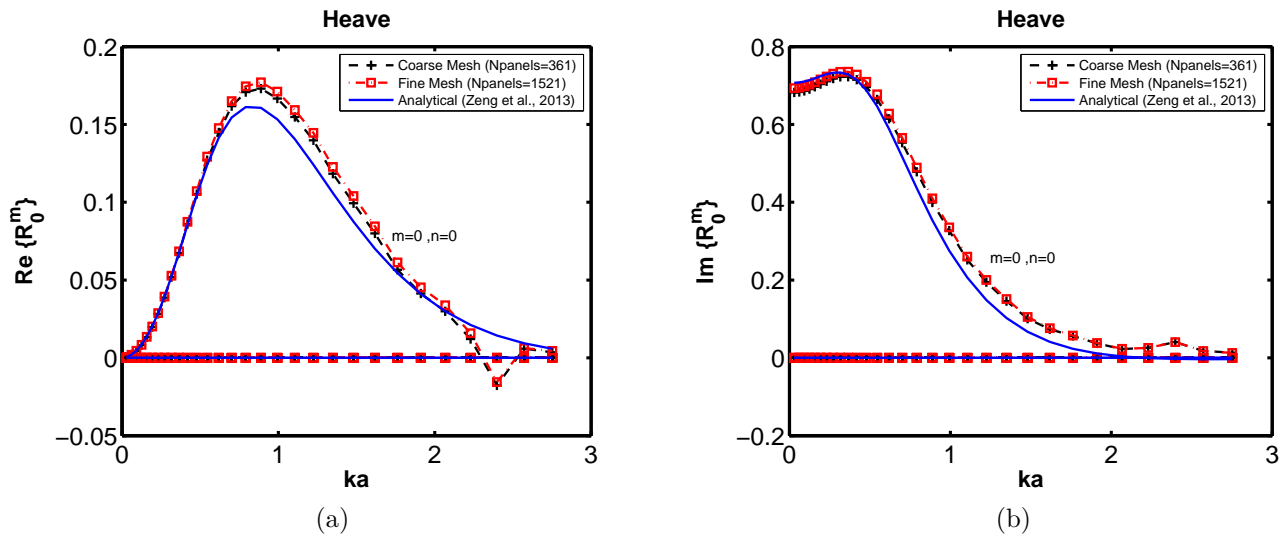 Heave
Coarse Mesh (Npanels=361)
Fine Mesh (Npanels=1521)
Analytical (Zeng et al., 2013)
0.2
0.15
0.1
0.05
0
−0.05
Re {R₀ᵐ}
m=0 ,n=0
0 1 2 3
ka
(a)
Heave
Coarse Mesh (Npanels=361)
Fine Mesh (Npanels=1521)
Analytical (Zeng et al., 2013)
0.8
0.6
0.4
0.2
0
−0.2
Im {R₀ᵐ}
m=0 ,n=0
0 1 2 3
ka
(b)